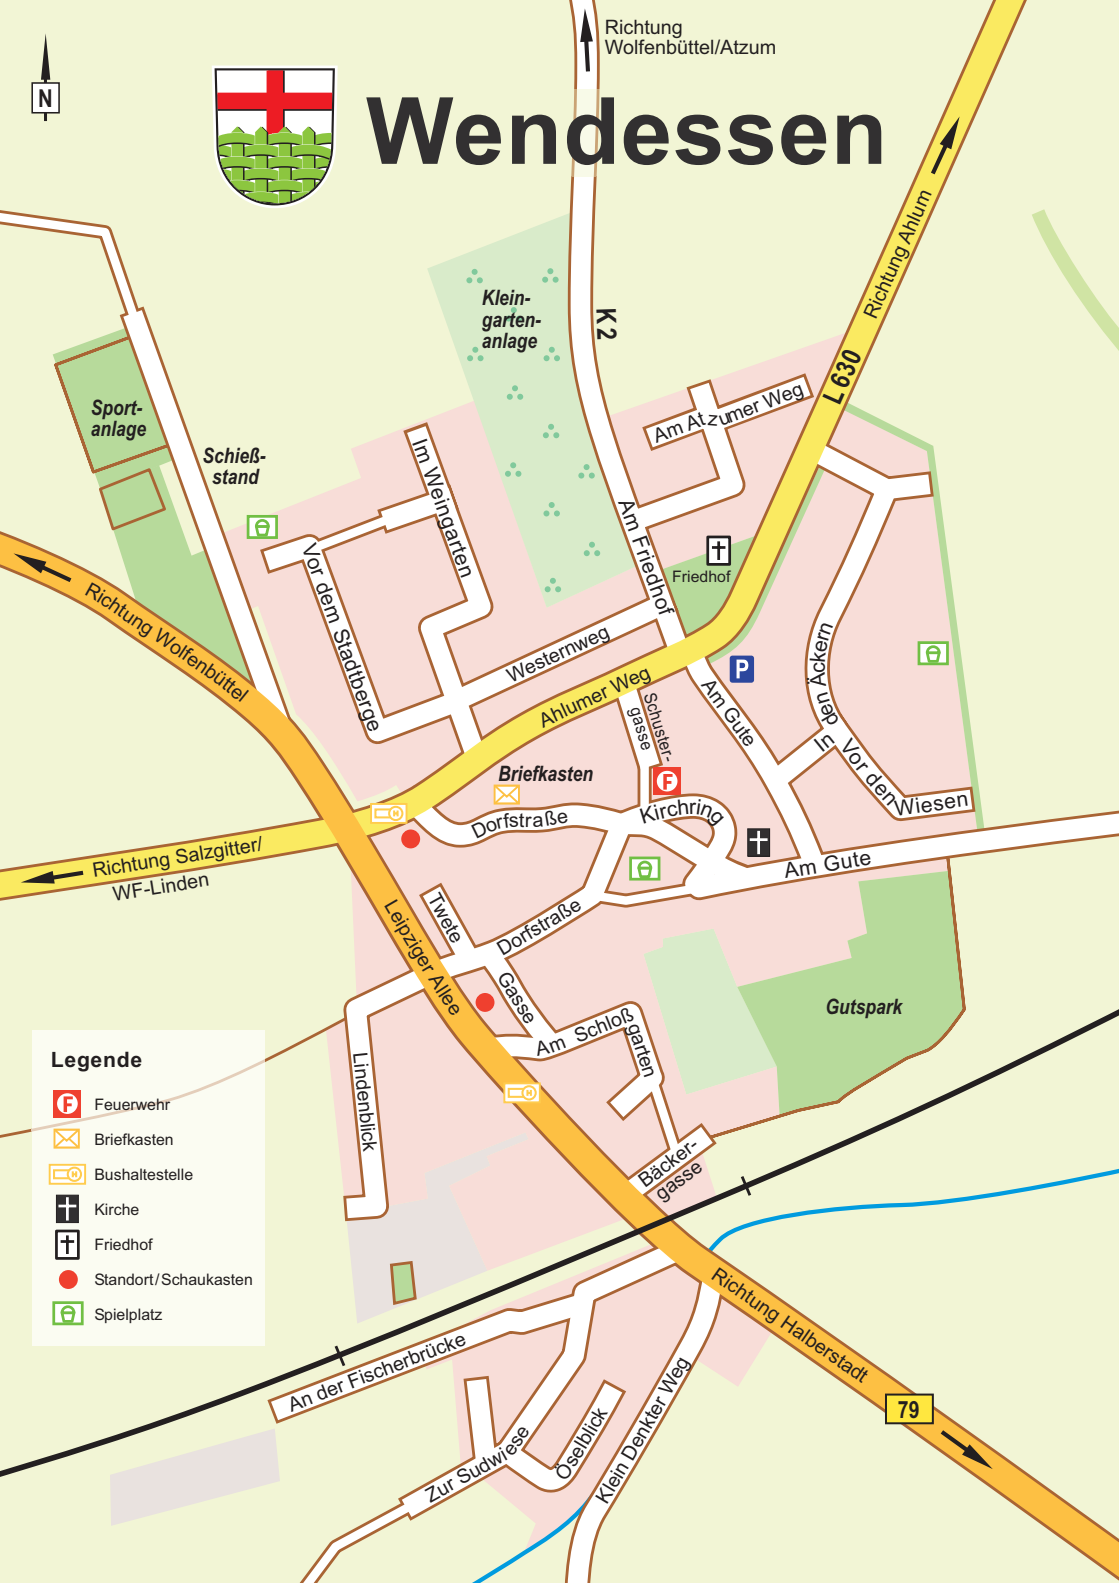 Richtung
Wolfenbüttel/Atzum
N
Wendessen
Richtung Ahlum
Klein-
garten-
anlage
K 2
L 630
Am Atzumer Weg
Sport-
anlage
Schieß-
stand
Im Weingarten
Am Friedhof
Friedhof
Vor dem Stadtberge
Richtung Wolfenbüttel
Westernweg
Ahlumer Weg
P
In den Äckern
Am Gute
Schuster-
gasse
Vor den
Wiesen
Briefkasten
F
Kirchring
Dorfstraße
H
Richtung Salzgitter/
WF-Linden
Am Gute
Twete
Dorfstraße
Leipziger Allee
Gasse
Gutspark
Am Schloß
garten
Lindenblick
H
Bäcker-
gasse
Legende
F
Feuerwehr
Briefkasten
H
Bushaltestelle
Kirche
Friedhof
Standort/Schaukasten
Spielplatz
Richtung Halberstadt
79
An der Fischerbrücke
Klein Denkter Weg
Öselblick
Zur Sudwiese